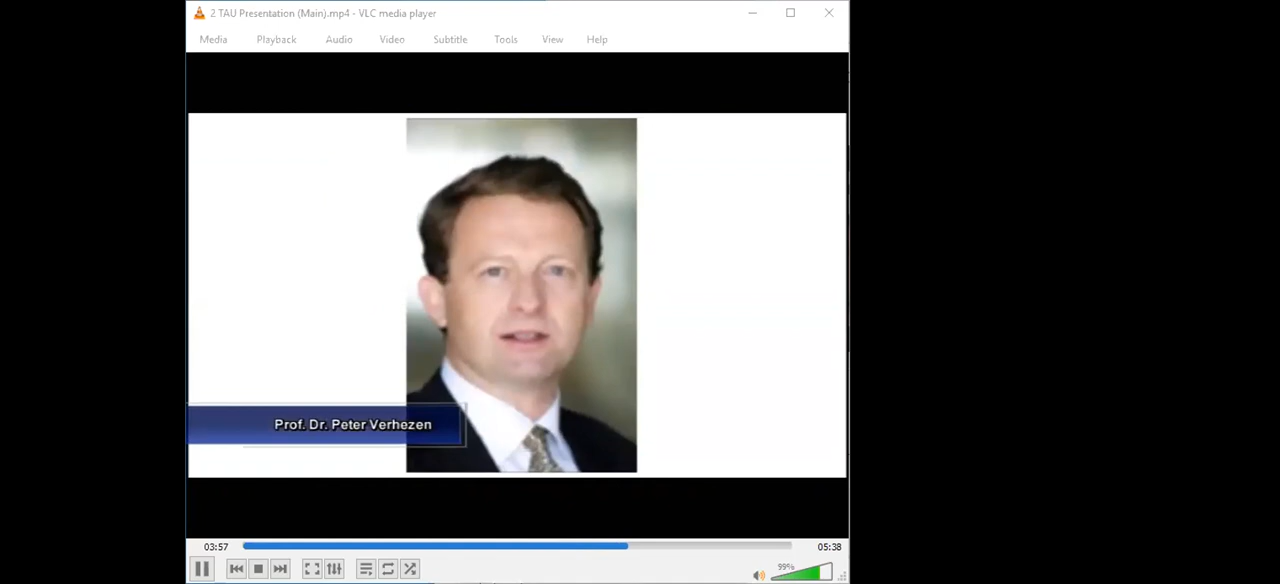 2 TAU Presentation (Main).mp4 - VLC media player
Media Playback Audio Video Subtitle Tools View Help
Prof. Dr. Peter Verhezen
03:57 05:38
99%